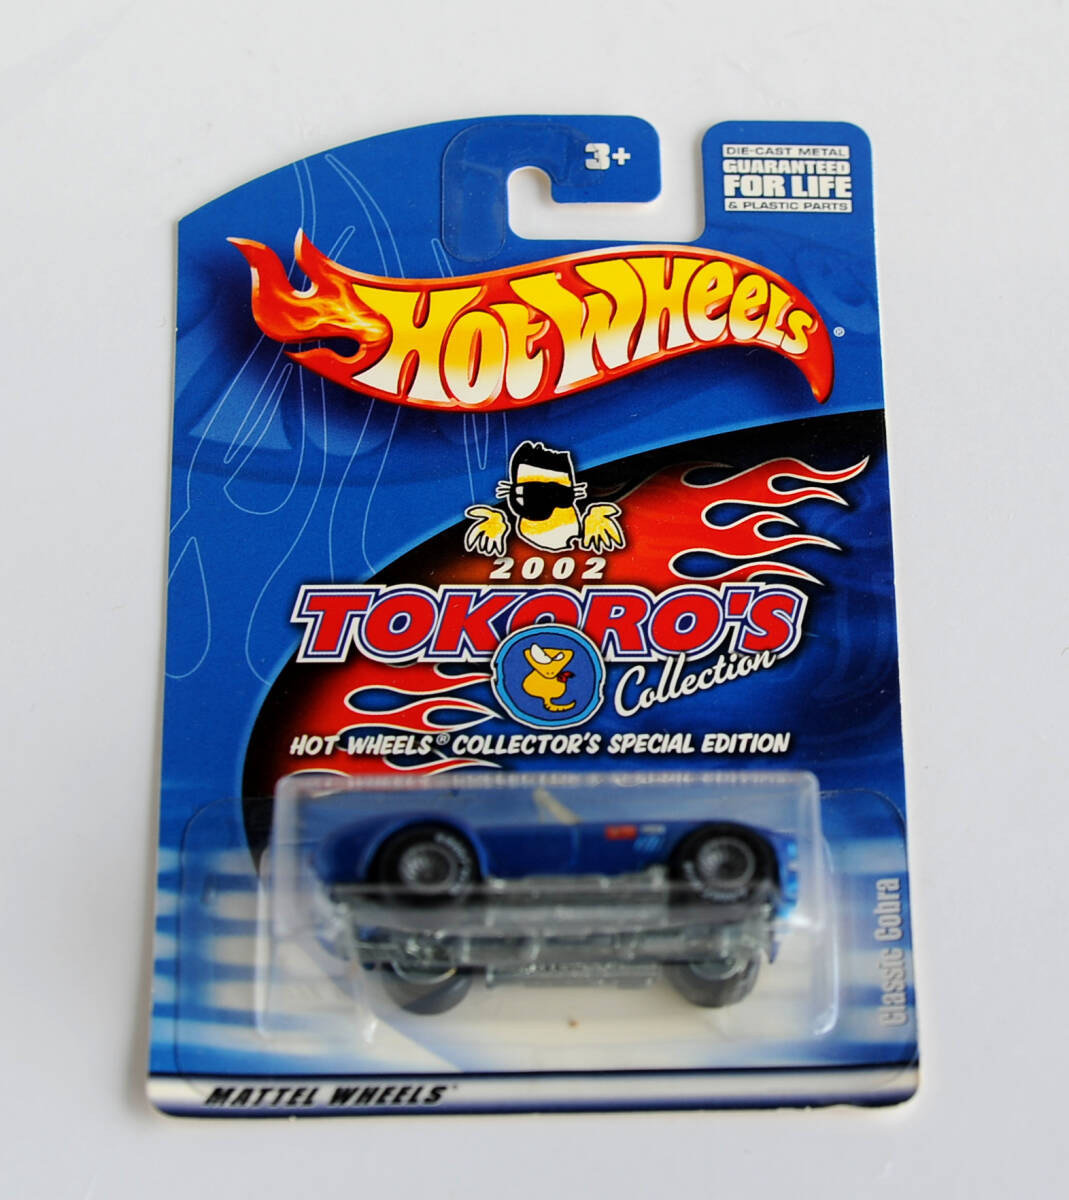 3+
DIE-CAST METAL
GUARANTEED
FOR LIFE
& PLASTIC PARTS
HOT WHEELS®
2002
TOKORO'S
Collection
HOT WHEELS® COLLECTOR'S SPECIAL EDITION
Classic Cobra
MATTEL WHEELS™